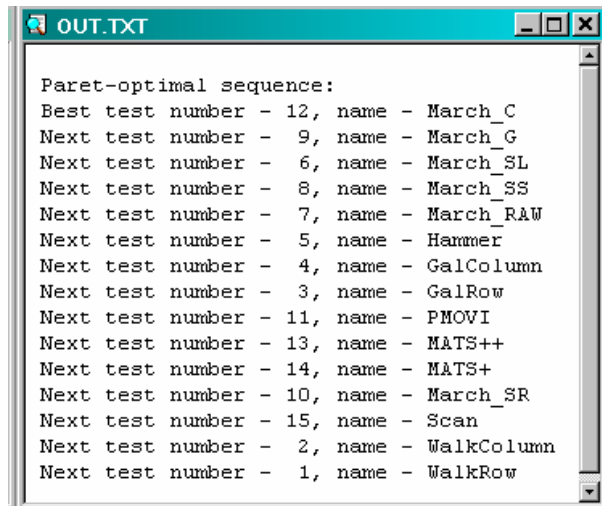 OUT.TXT
Paret-optimal sequence:
Best test number - 12, name - March_C
Next test number -  9, name - March_G
Next test number -  6, name - March_SL
Next test number -  8, name - March_SS
Next test number -  7, name - March_RAW
Next test number -  5, name - Hammer
Next test number -  4, name - GalColumn
Next test number -  3, name - GalRow
Next test number - 11, name - PMOVI
Next test number - 13, name - MATS++
Next test number - 14, name - MATS+
Next test number - 10, name - March_SR
Next test number - 15, name - Scan
Next test number -  2, name - WalkColumn
Next test number -  1, name - WalkRow